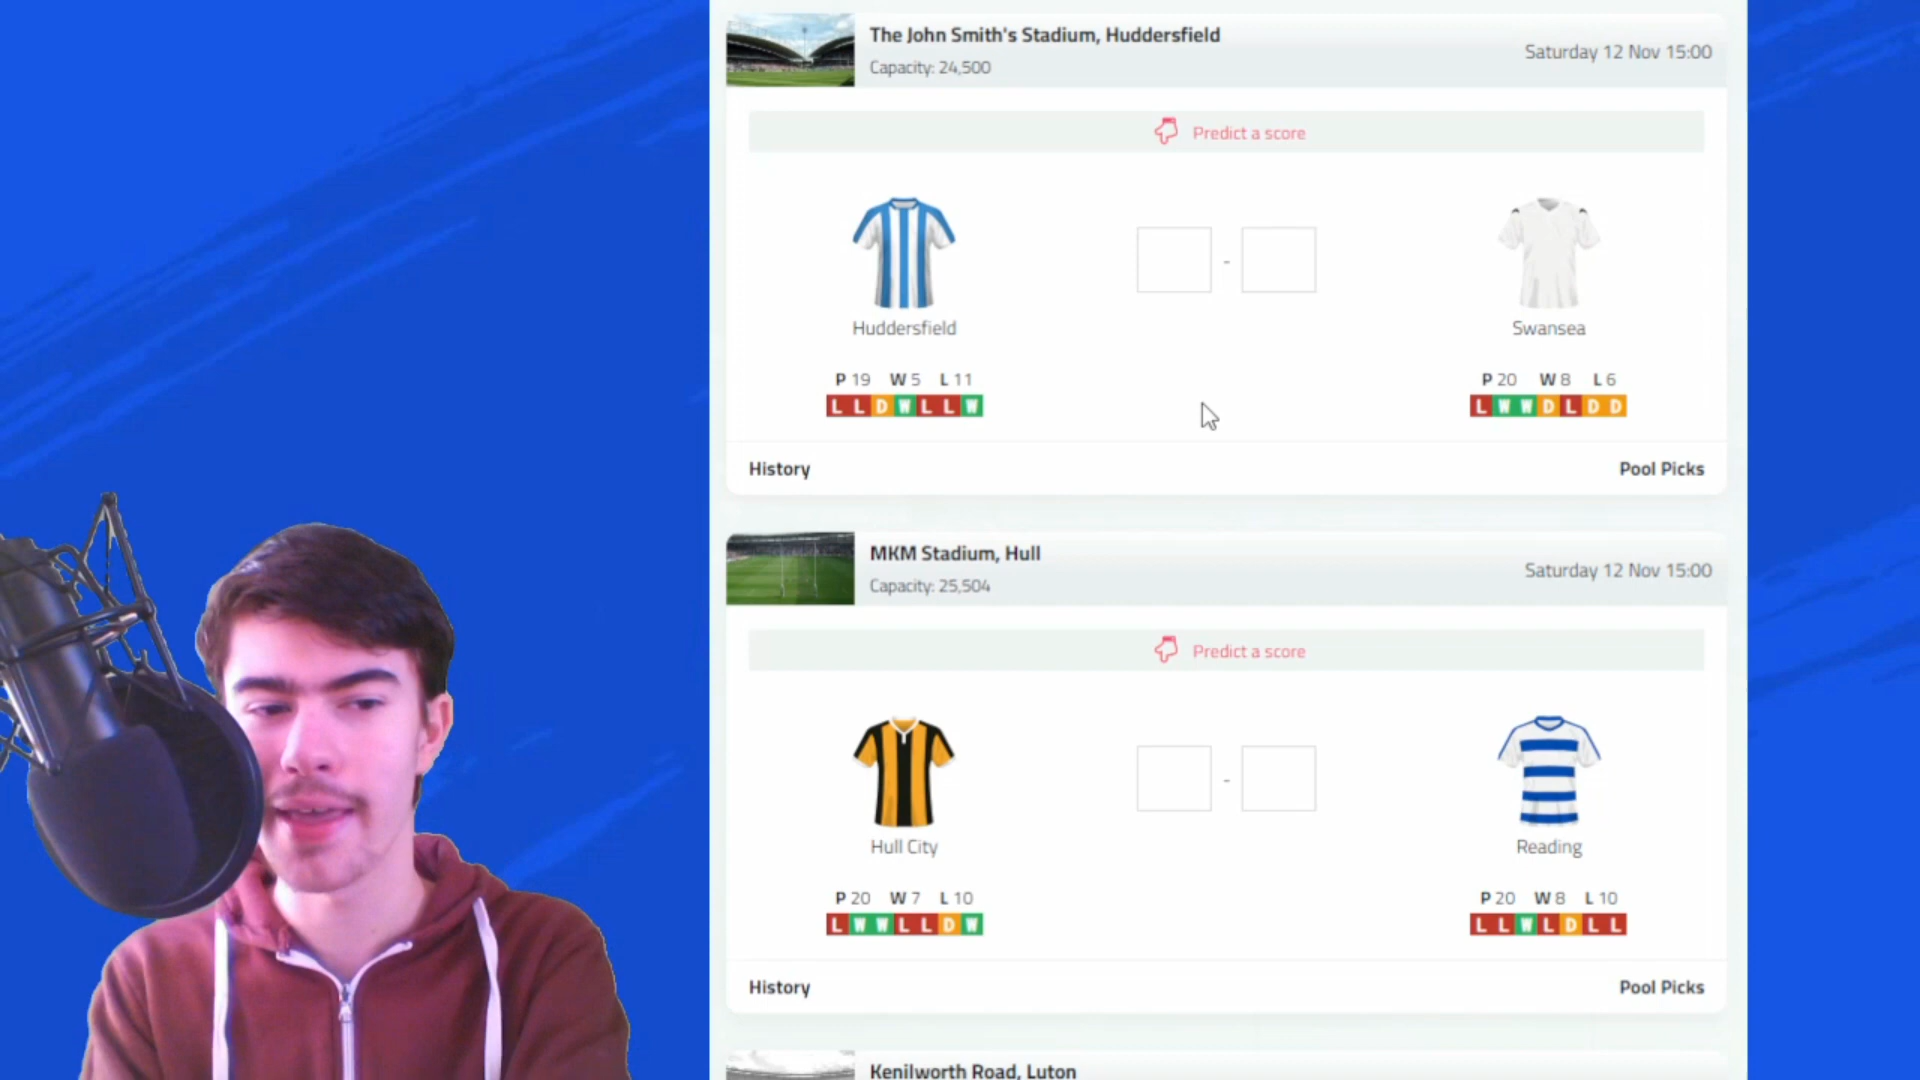 The John Smith's Stadium, Huddersfield
Capacity: 24,500
Saturday 12 Nov 15:00
Predict a score
-
Huddersfield
Swansea
P 19 W 5 L 11
P 20 W 8 L 6
L L D W L L W
L W W D L D D
History
Pool Picks
MKM Stadium, Hull
Capacity: 25,504
Saturday 12 Nov 15:00
Predict a score
-
Hull City
Reading
P 20 W 7 L 10
P 20 W 8 L 10
L W W L L D W
L L W L D L L
History
Pool Picks
Kenilworth Road, Luton